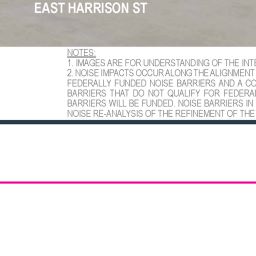 EAST HARRISON ST
NOTES:
1. IMAGES ARE FOR UNDERSTANDING OF THE INTE
2. NOISE IMPACTS OCCUR ALONG THE ALIGNMENT
FEDERALLY FUNDED NOISE BARRIERS AND A CO
BARRIERS THAT DO NOT QUALIFY FOR FEDERA
BARRIERS WILL BE FUNDED. NOISE BARRIERS IN
NOISE RE-ANALYSIS OF THE REFINEMENT OF THE